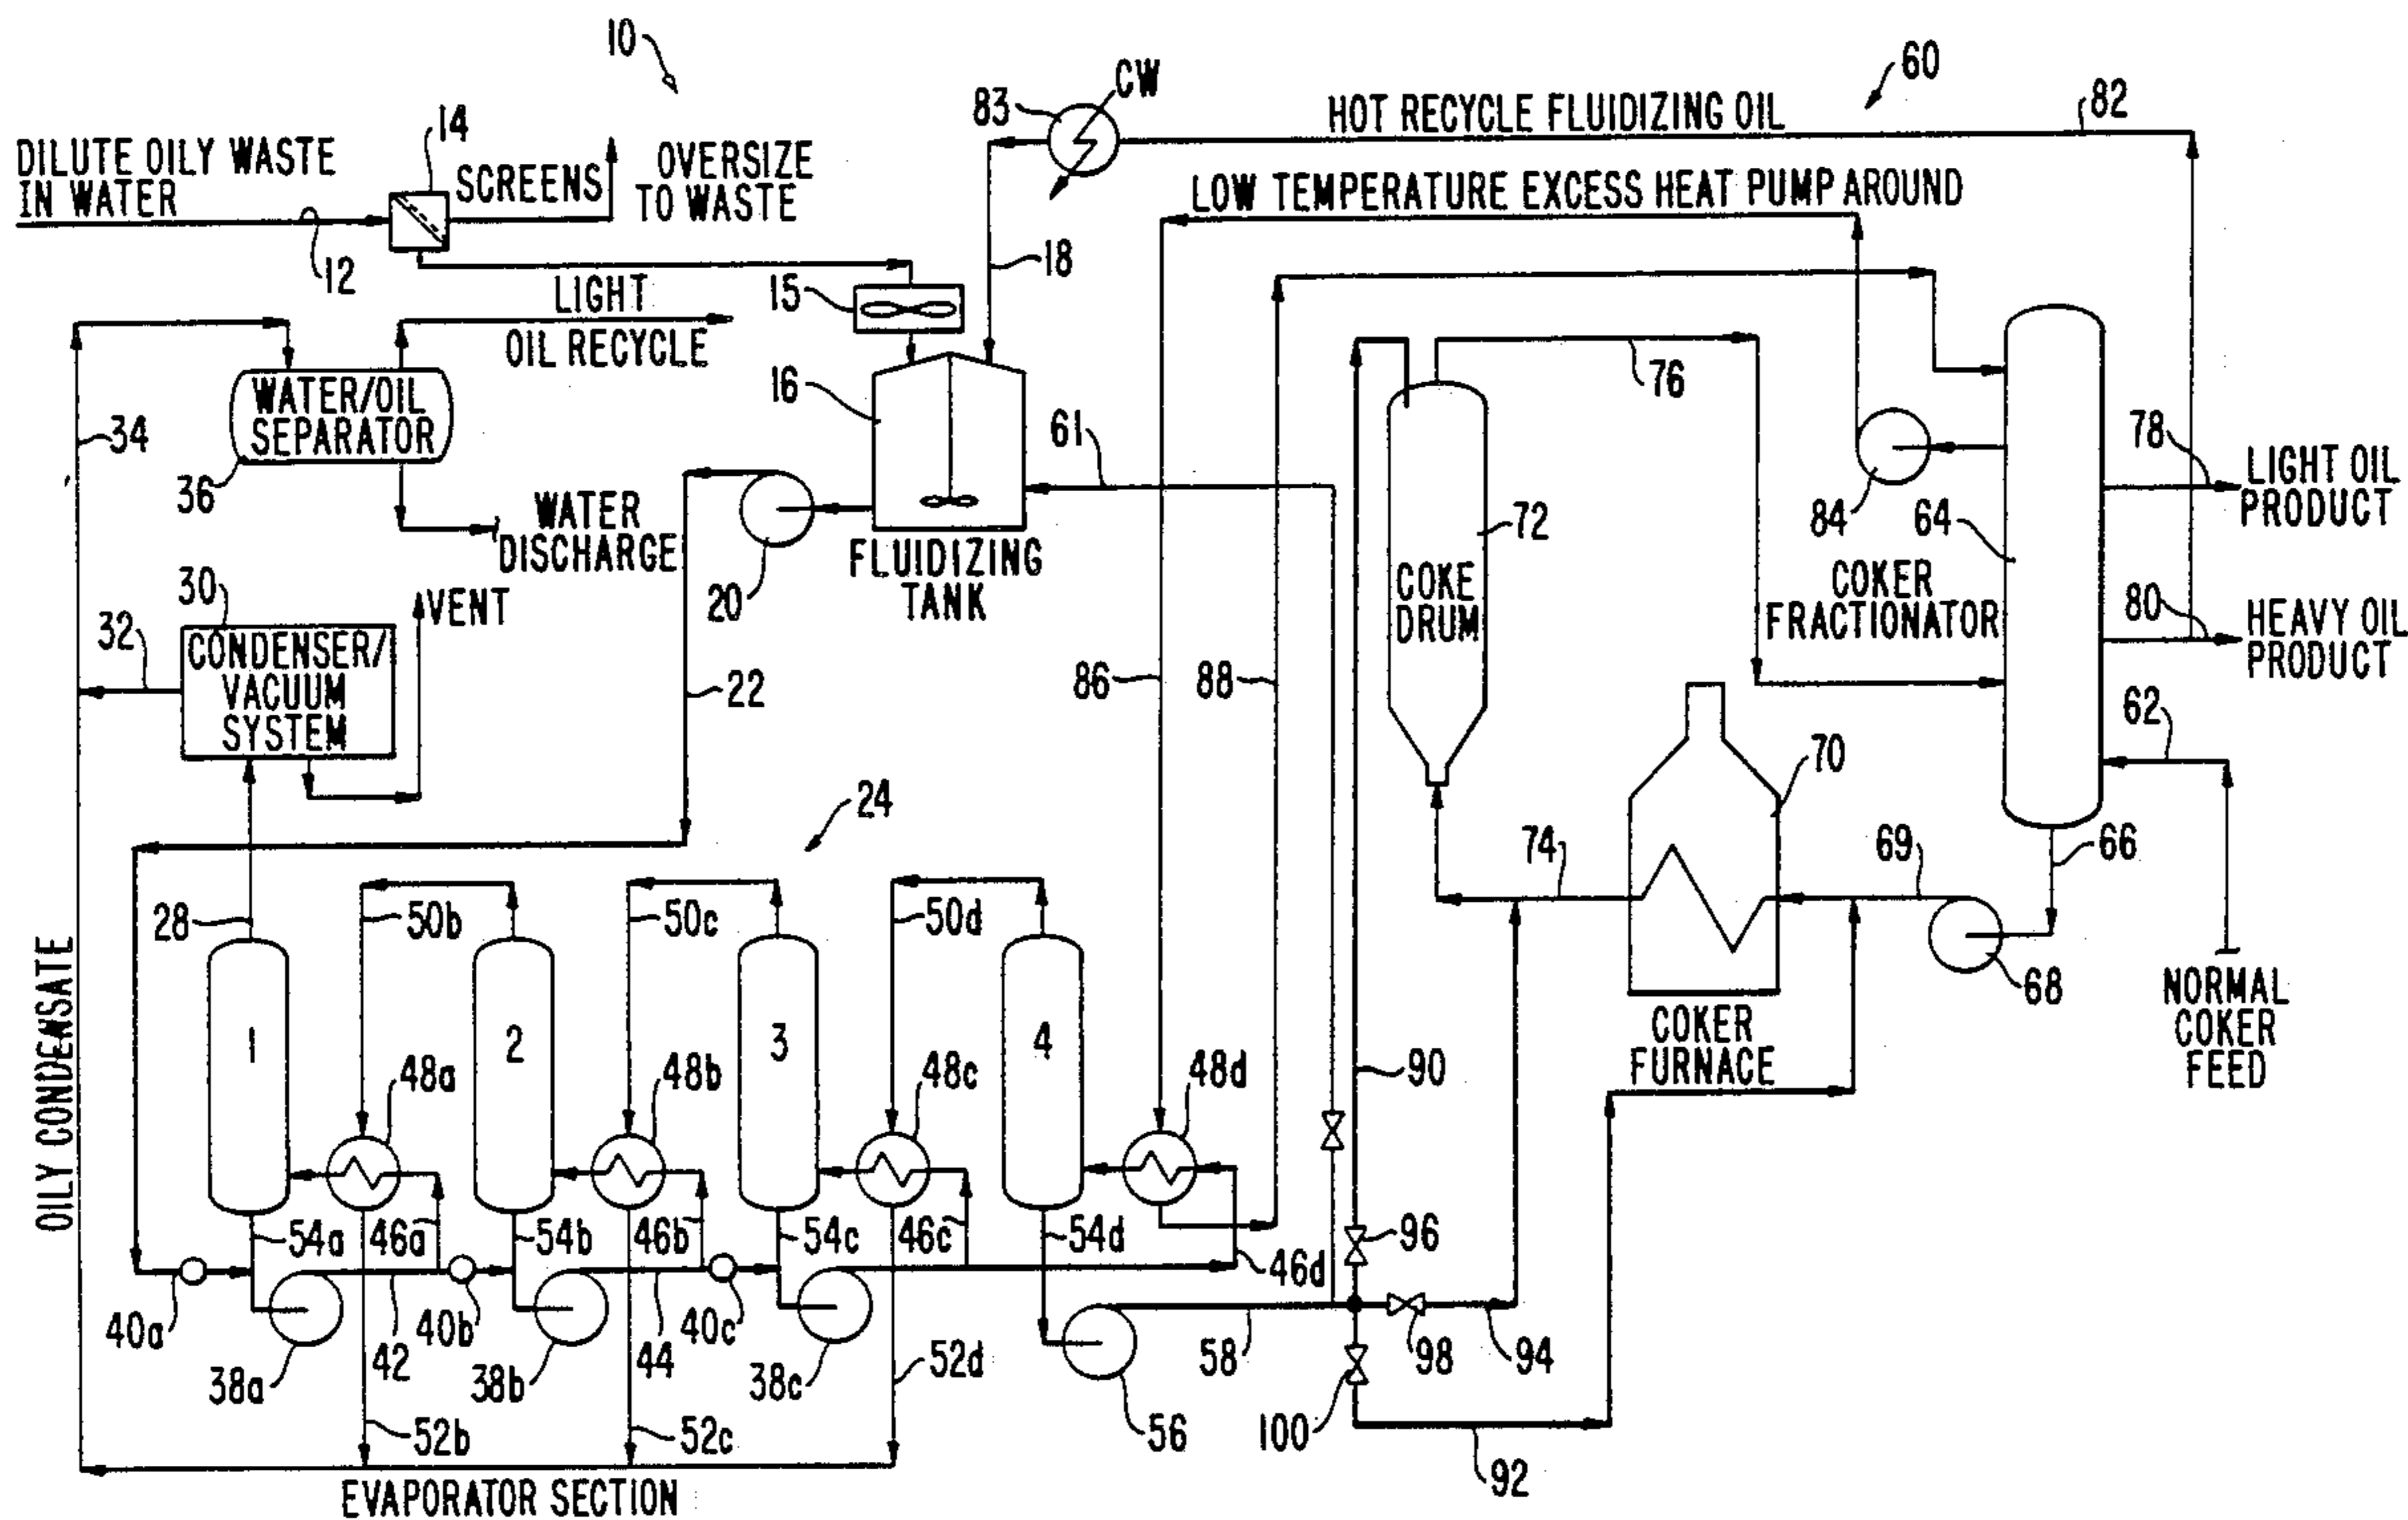 10
CW
83
HOT RECYCLE FLUIDIZING OIL
60
82
14
DILUTE OILY WASTE
IN WATER
SCREENS
OVERSIZE
TO WASTE
LOW TEMPERATURE EXCESS HEAT PUMP AROUND
12
18
15
LIGHT
OIL RECYCLE
16
76
34
WATER/OIL
SEPARATOR
36
61
78
LIGHT OIL
PRODUCT
84
64
72
WATER
DISCHARGE
20
FLUIDIZING
TANK
COKE
DRUM
COKER
FRACTIONATOR
80
HEAVY OIL
PRODUCT
30
VENT
32
CONDENSER/
VACUUM
SYSTEM
22
86
88
62
70
24
74
69
66
28
50b
50c
50d
68
NORMAL
COKER
FEED
OILY CONDENSATE
1
2
3
4
48a
48b
48c
48d
90
COKER
FURNACE
54a
46a
54b
46b
54c
46c
54d
46d
96
40a
38a
42
40b
38b
44
40c
38c
52d
58
98
94
56
100
52b
52c
92
EVAPORATOR SECTION